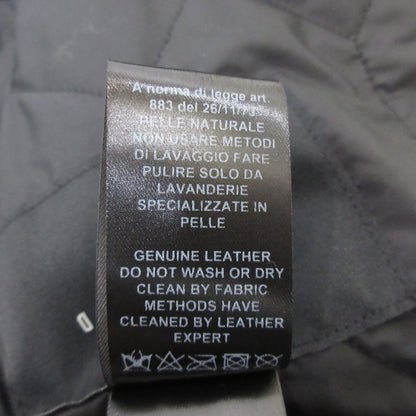 A norma di legge art.
883 del 26/11/73
PELLE NATURALE
NON USARE METODI
DI LAVAGGIO FARE
PULIRE SOLO DA
LAVANDERIE
SPECIALIZZATE IN
PELLE
GENUINE LEATHER
DO NOT WASH OR DRY
CLEAN BY FABRIC
METHODS HAVE
CLEANED BY LEATHER
EXPERT